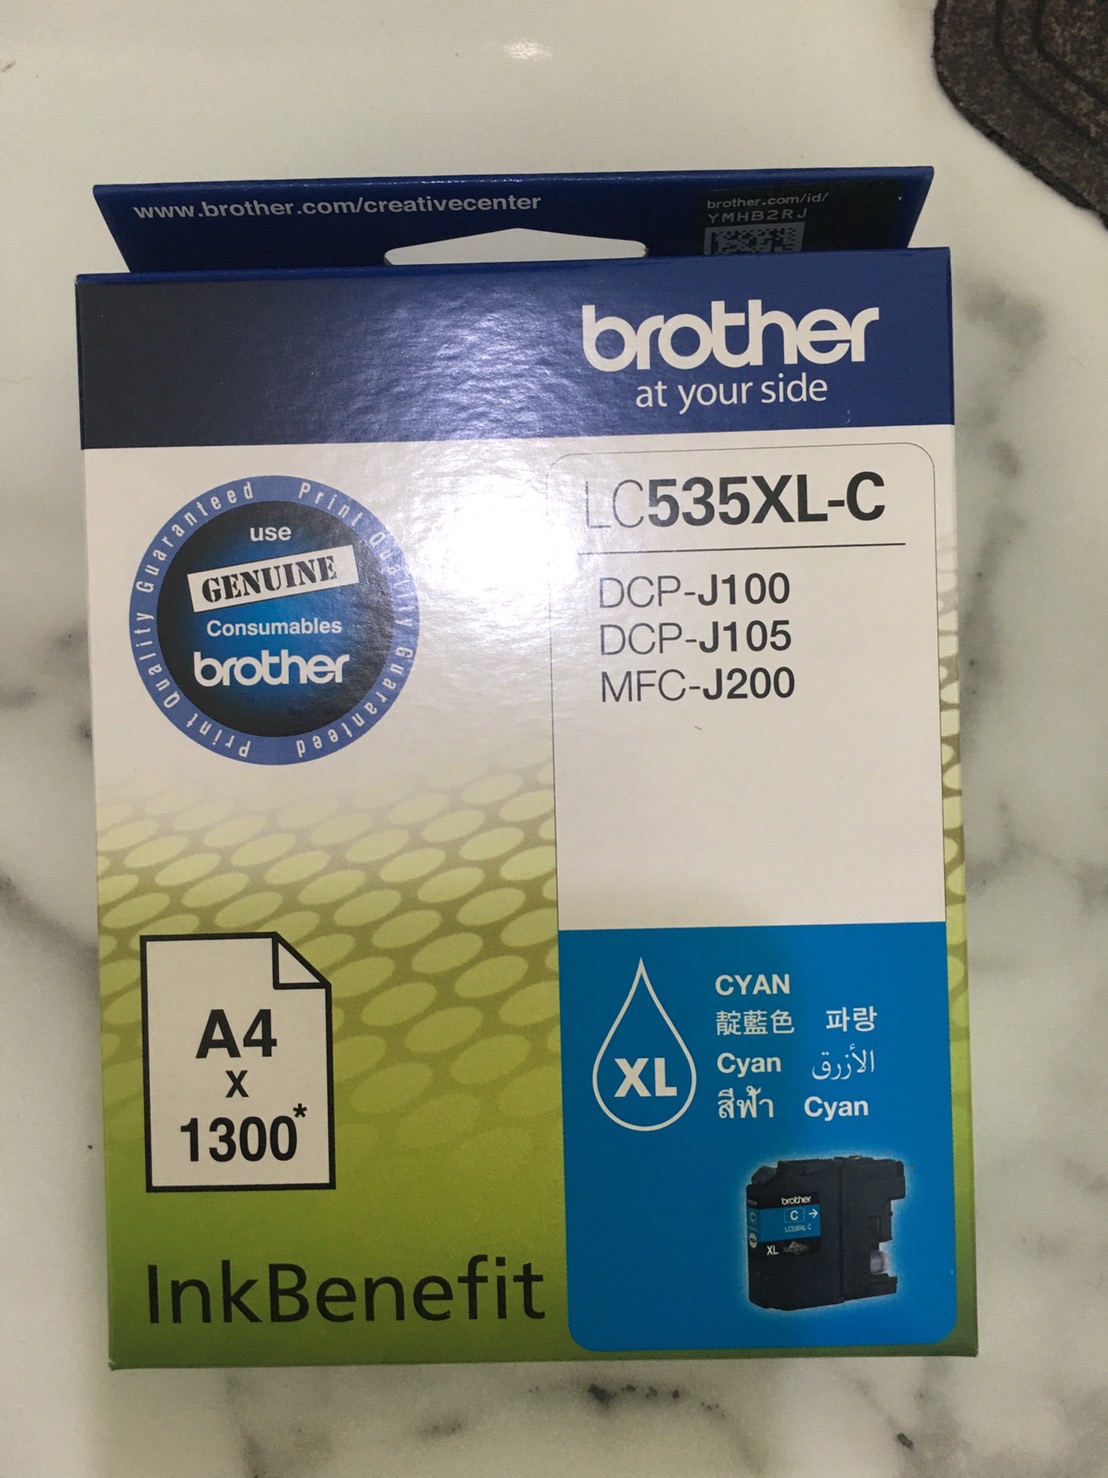 www.brother.com/creativecenter
brother.com/id/
YMHB2RJ
brother
at your side
Print Quality Guaranteed Print Quality Guaranteed
use
GENUINE
Consumables
brother
LC535XL-C
DCP-J100
DCP-J105
MFC-J200
A4
x
1300*
InkBenefit
XL
CYAN
靛藍色 파랑
Cyan الأزرق
สีฟ้า Cyan
brother
C
C →
LC535XL-C
XL